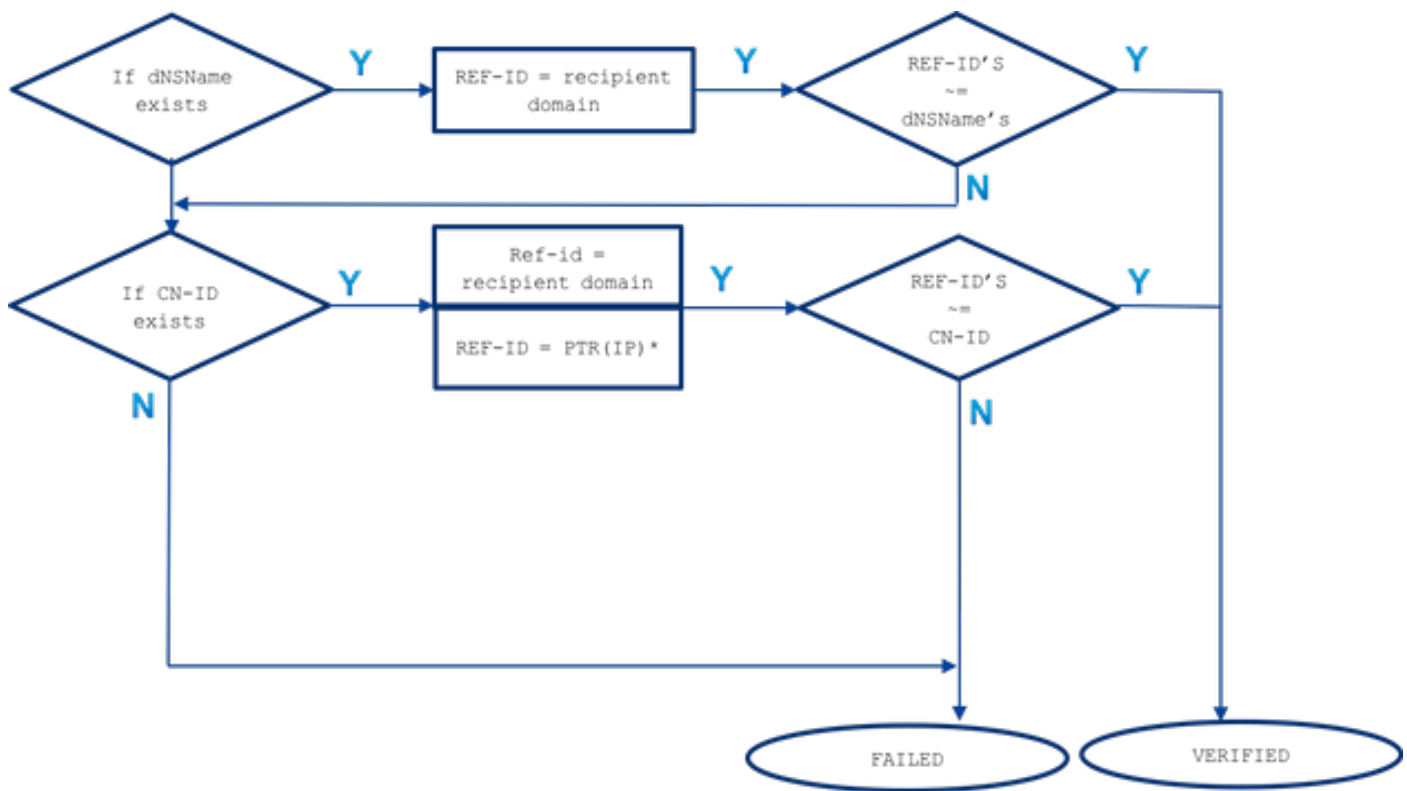 If dNSName
exists
Y
REF-ID = recipient
domain
Y
REF-ID'S
~=
dNSName's
Y
N
If CN-ID
exists
Y
Ref-id =
recipient domain
REF-ID = PTR(IP)*
Y
REF-ID'S
~=
CN-ID
Y
N
N
FAILED
VERIFIED